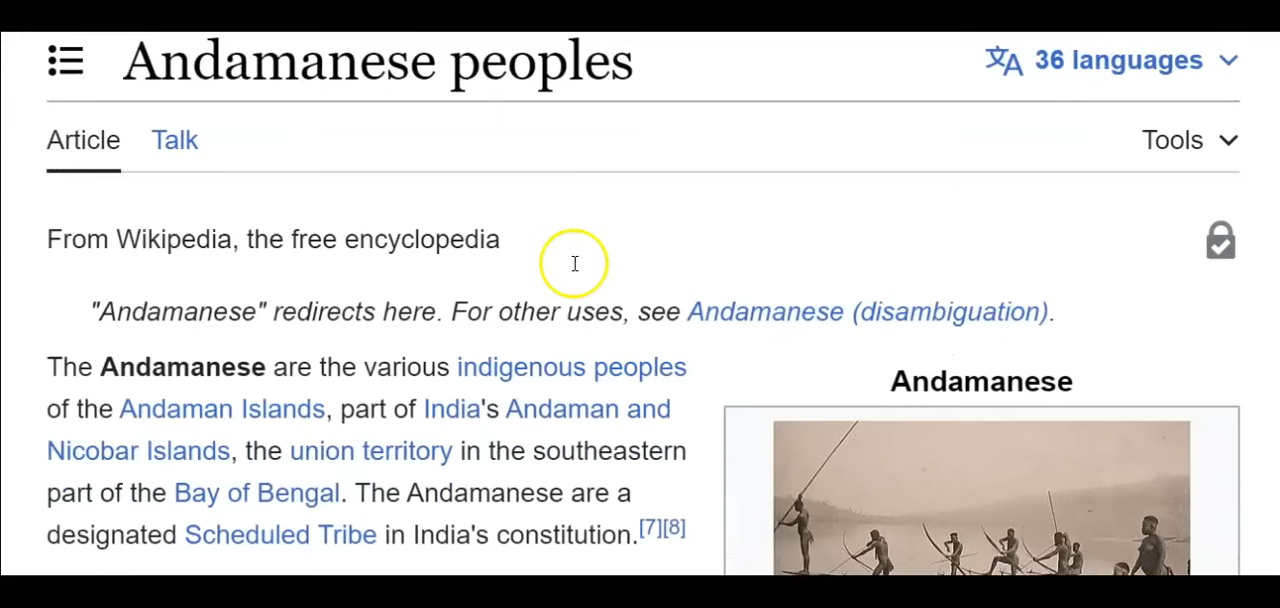 Andamanese peoples
36 languages
Article Talk
Tools
From Wikipedia, the free encyclopedia
"Andamanese" redirects here. For other uses, see Andamanese (disambiguation).
The Andamanese are the various indigenous peoples
of the Andaman Islands, part of India's Andaman and
Nicobar Islands, the union territory in the southeastern
part of the Bay of Bengal. The Andamanese are a
designated Scheduled Tribe in India's constitution.[7][8]
Andamanese